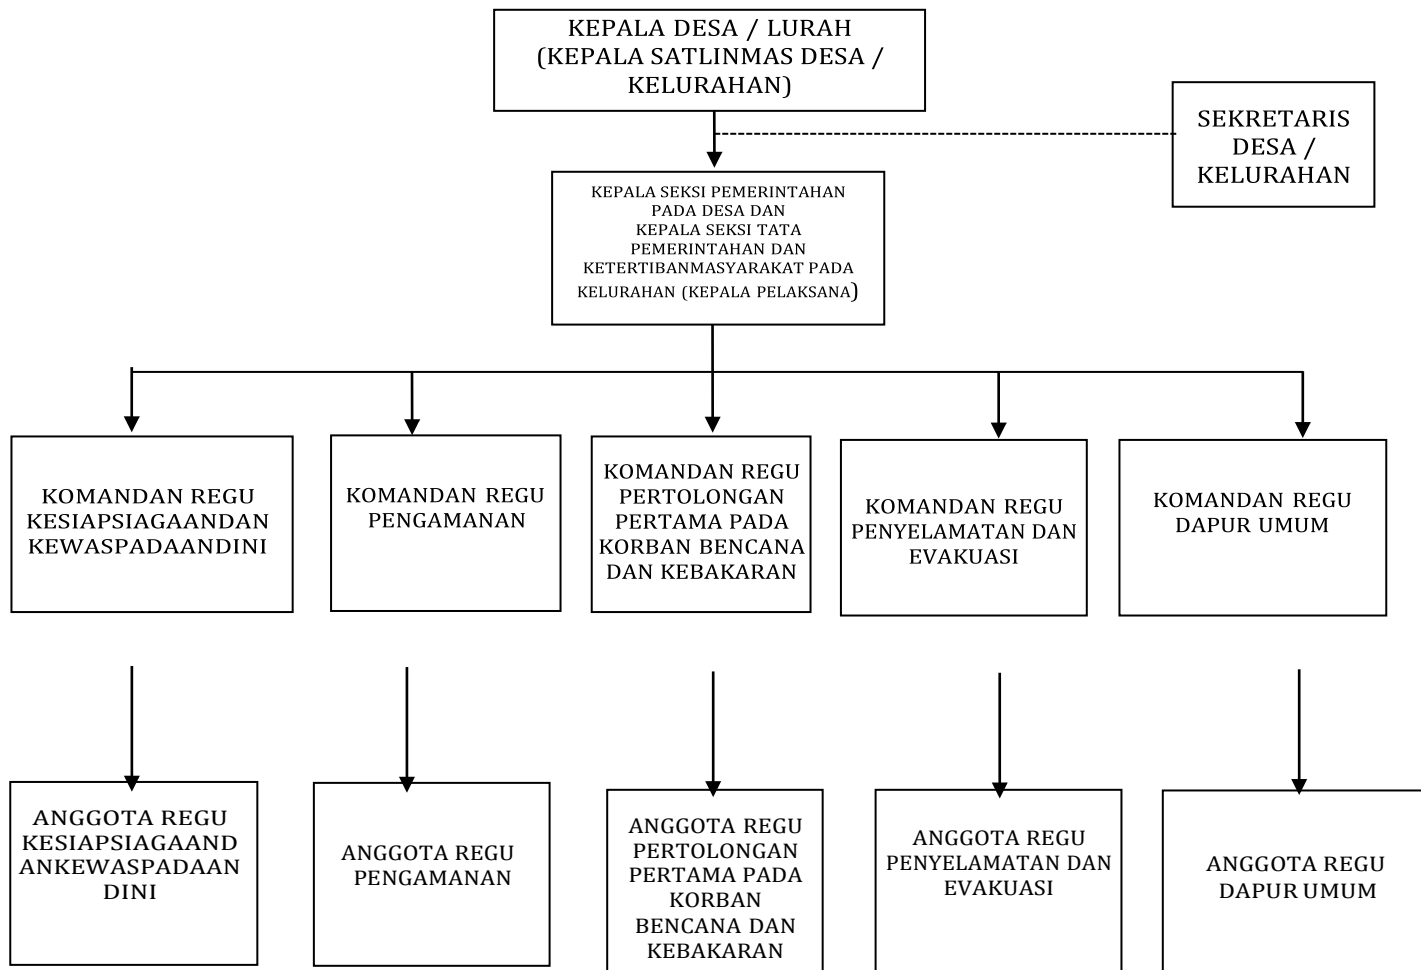 KEPALA DESA / LURAH
(KEPALA SATLINMAS DESA /
KELURAHAN)
SEKRETARIS
DESA /
KELURAHAN
KEPALA SEKSI PEMERINTAHAN
PADA DESA DAN
KEPALA SEKSI TATA
PEMERINTAHAN DAN
KETERTIBANMASYARAKAT PADA
KELURAHAN (KEPALA PELAKSANA)
KOMANDAN REGU
KESIAPSIAGAANDAN
KEWASPADAANDINI
KOMANDAN REGU
PENGAMANAN
KOMANDAN REGU
PERTOLONGAN
PERTAMA PADA
KORBAN BENCANA
DAN KEBAKARAN
KOMANDAN REGU
PENYELAMATAN DAN
EVAKUASI
KOMANDAN REGU
DAPUR UMUM
ANGGOTA REGU
KESIAPSIAGAAND
ANKEWASPADAAN
DINI
ANGGOTA REGU
PENGAMANAN
ANGGOTA REGU
PERTOLONGAN
PERTAMA PADA
KORBAN
BENCANA DAN
KEBAKARAN
ANGGOTA REGU
PENYELAMATAN DAN
EVAKUASI
ANGGOTA REGU
DAPUR UMUM